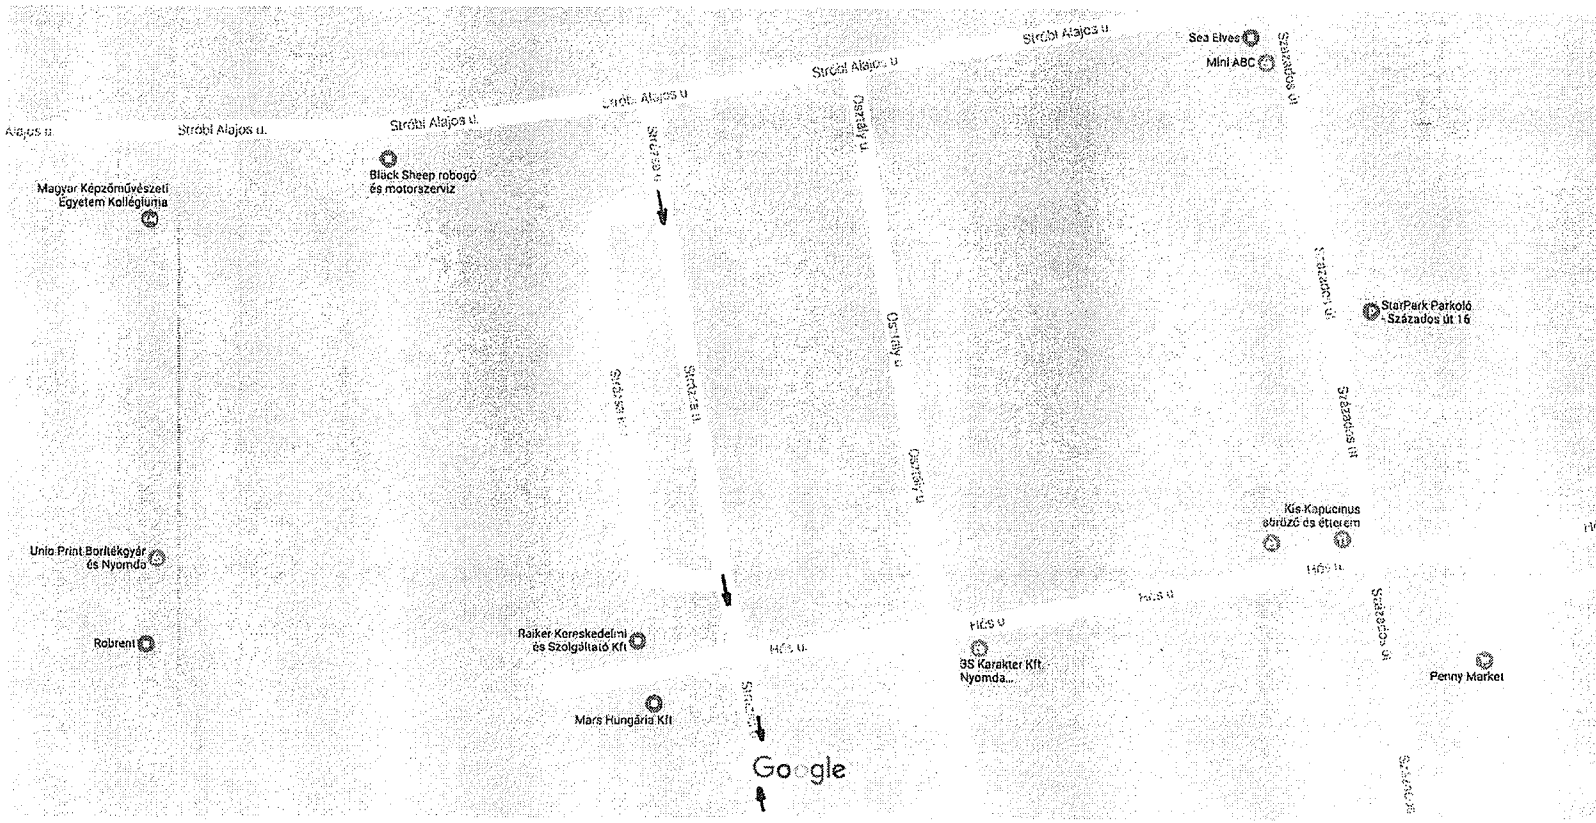 Stróbl Alajos u.
Sea Elves
Stróbl Alajos u.
Mini ABC
Százados út
Stróbl Alajos u.
Osztály u.
Alajos u.
Stróbl Alajos u.
Stróbl Alajos u.
Strázsa u.
Black Sheep robogó
és motorszerviz
Magyar Képzőművészeti
Egyetem Kollégiuma
Százados út
StarPark Parkoló
- Százados út 16
Osztály u.
Strázsa u.
Strázsa u.
Százados út
Osztály u.
Kis Kapucinus
söröző és étterem
Unio Print Borítékgyár
és Nyomda
Hős u.
Hős u.
Hős u.
Százados út
Robrent
Raiker Kereskedelmi
és Szolgáltató Kft
Hős u.
3S Karakter Kft.
Nyomda...
Penny Market
Mars Hungária Kft
Google